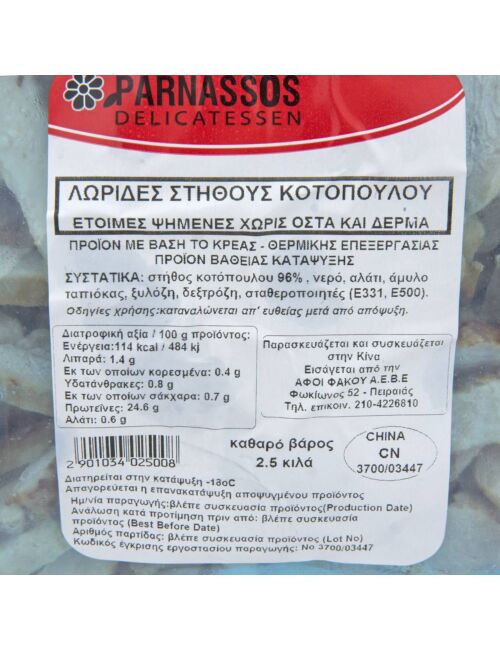 PARNASSOS
DELICATESSEN
ΛΩΡΙΔΕΣ ΣΤΗΘΟΥΣ ΚΟΤΟΠΟΥΛΟΥ
ΕΤΟΙΜΕΣ ΨΗΜΕΝΕΣ ΧΩΡΙΣ ΟΣΤΑ ΚΑΙ ΔΕΡΜΑ
ΠΡΟΪΟΝ ΜΕ ΒΑΣΗ ΤΟ ΚΡΕΑΣ - ΘΕΡΜΙΚΗΣ ΕΠΕΞΕΡΓΑΣΙΑΣ
ΠΡΟΪΟΝ ΒΑΘΕΙΑΣ ΚΑΤΑΨΥΞΗΣ
ΣΥΣΤΑΤΙΚΑ: στήθος κοτόπουλου 96% , νερό, αλάτι, άμυλο
ταπιόκας, ξυλόζη, δεξτρόζη, σταθεροποιητές (Ε331, Ε500).
Οδηγίες χρήσης:καταναλώνεται απ' ευθείας μετά από απόψυξη.
Διατροφική αξία / 100 g προϊόντος:
Ενέργεια:114 kcal / 484 kj
Λιπαρά: 1.4 g
Εκ των οποίων κορεσμένα: 0.4 g
Υδατάνθρακες: 0.8 g
Εκ των οποίων σάκχαρα: 0.7 g
Πρωτεϊνες: 24.6 g
Αλάτι: 0.6 g
Παρασκευάζεται και συσκευάζεται
στην Κίνα
Εισάγεται από την
ΑΦΟΙ ΦΑΚΟΥ Α.Ε.Β.Ε
Φωκίωνος 52 - Πειραιάς
Τηλ. επικοιν. 210-4226810
2 901034 025008
καθαρό βάρος
2.5 κιλά
CHINA
CN
3700/03447
Διατηρείται στην κατάψυξη -18οC
Απαγορεύεται η επανακατάψυξη αποψυγμένου προϊόντος
Ημ/νία παραγωγής:βλέπε συσκευασία προϊόντος(Production Date)
Ανάλωση κατά προτίμηση πριν από: βλέπε συσκευασία
προϊόντος (Best Before Date)
Αριθμός παρτίδας: βλέπε συσκευασία προϊόντος (Lot No)
Κωδικός έγκρισης εργοστασίου παραγωγής: No 3700/03447